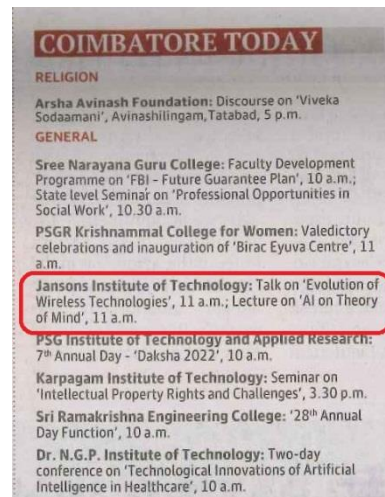 COIMBATORE TODAY
RELIGION
Arsha Avinash Foundation: Discourse on ‘Viveka
Sodaamani’, Avinashilingam, Tatabad, 5 p.m.
GENERAL
Sree Narayana Guru College: Faculty Development
Programme on ‘FBI – Future Guarantee Plan’, 10 a.m.;
State level Seminar on ‘Professional Opportunities in
Social Work’, 10.30 a.m.
PSGR Krishnammal College for Women: Valedictory
celebrations and inauguration of ‘Birac Eyuva Centre’, 11
a.m.
Jansons Institute of Technology: Talk on ‘Evolution of
Wireless Technologies’, 11 a.m.; Lecture on ‘AI on Theory
of Mind’, 11 a.m.
PSG Institute of Technology and Applied Research:
7th Annual Day – ‘Daksha 2022’, 10 a.m.
Karpagam Institute of Technology: Seminar on
‘Intellectual Property Rights and Challenges’, 3.30 p.m.
Sri Ramakrishna Engineering College: ‘28th Annual
Day Function’, 10 a.m.
Dr. N.G.P. Institute of Technology: Two-day
conference on ‘Technological Innovations of Artificial
Intelligence in Healthcare’, 10 a.m.